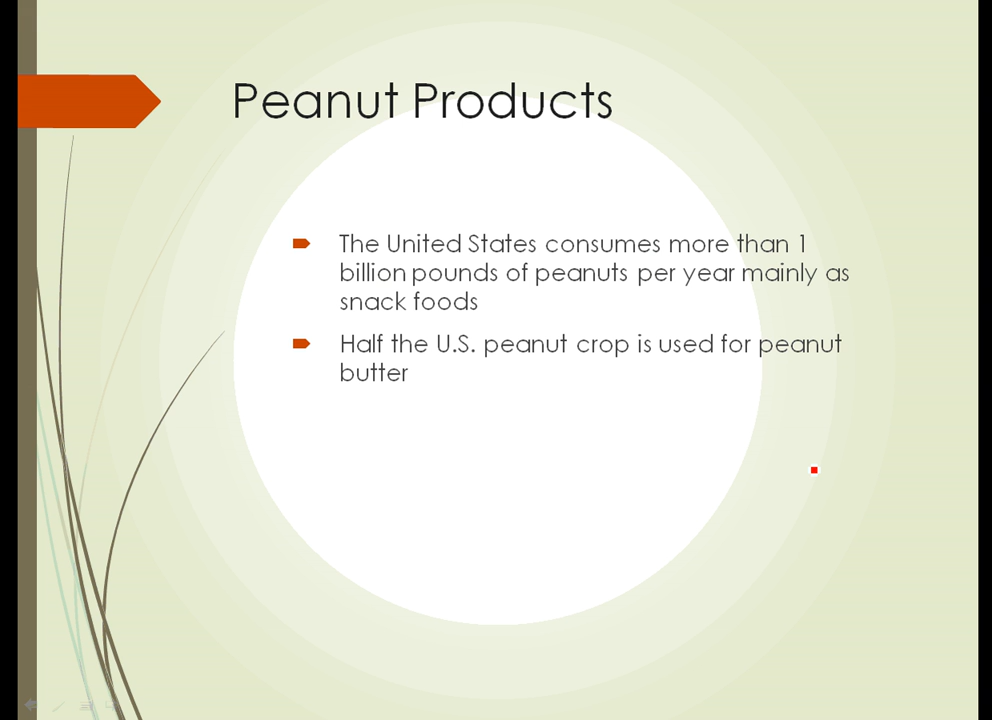 Peanut Products
The United States consumes more than 1
billion pounds of peanuts per year mainly as
snack foods
Half the U.S. peanut crop is used for peanut
butter